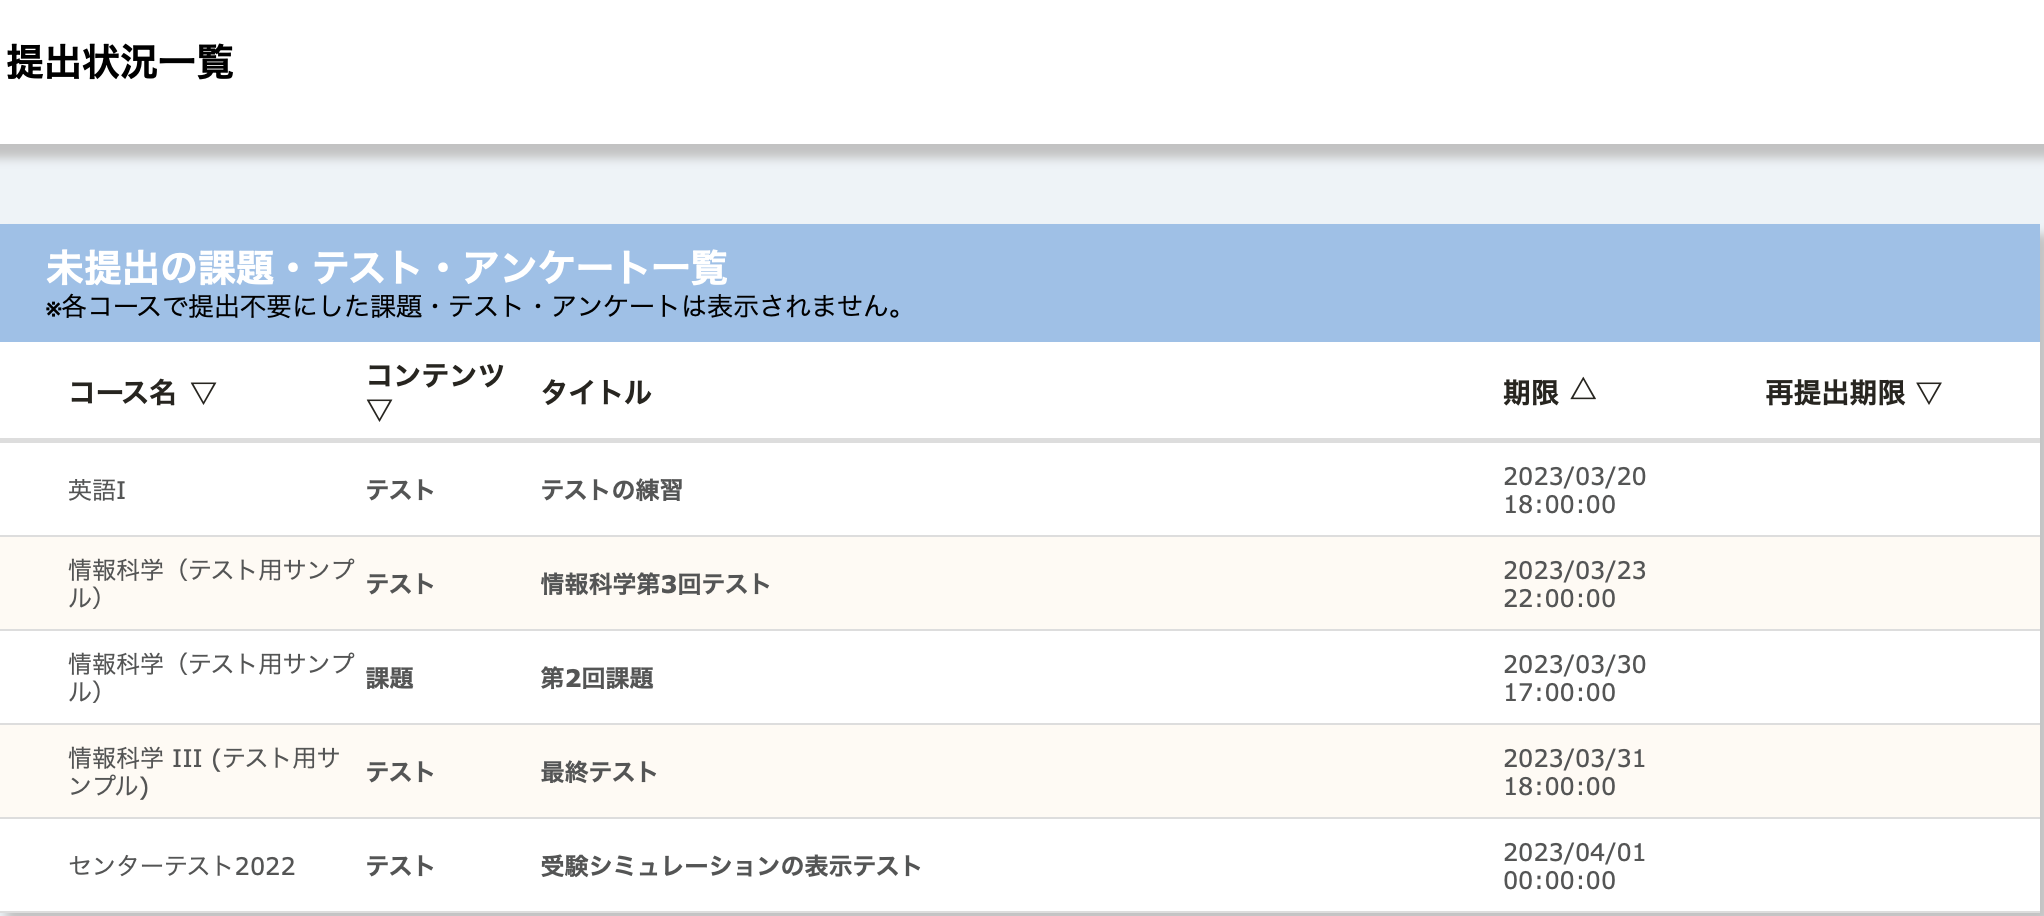 提出状況一覧
未提出の課題・テスト・アンケート一覧
※各コースで提出不要にした課題・テスト・アンケートは表示されません。
コース名 ▽ コンテンツ ▽ タイトル 期限 △ 再提出期限 ▽
英語I テスト テストの練習 2023/03/20 18:00:00
情報科学（テスト用サンプル） テスト 情報科学第3回テスト 2023/03/23 22:00:00
情報科学（テスト用サンプル） 課題 第2回課題 2023/03/30 17:00:00
情報科学 III (テスト用サンプル) テスト 最終テスト 2023/03/31 18:00:00
センターテスト2022 テスト 受験シミュレーションの表示テスト 2023/04/01 00:00:00